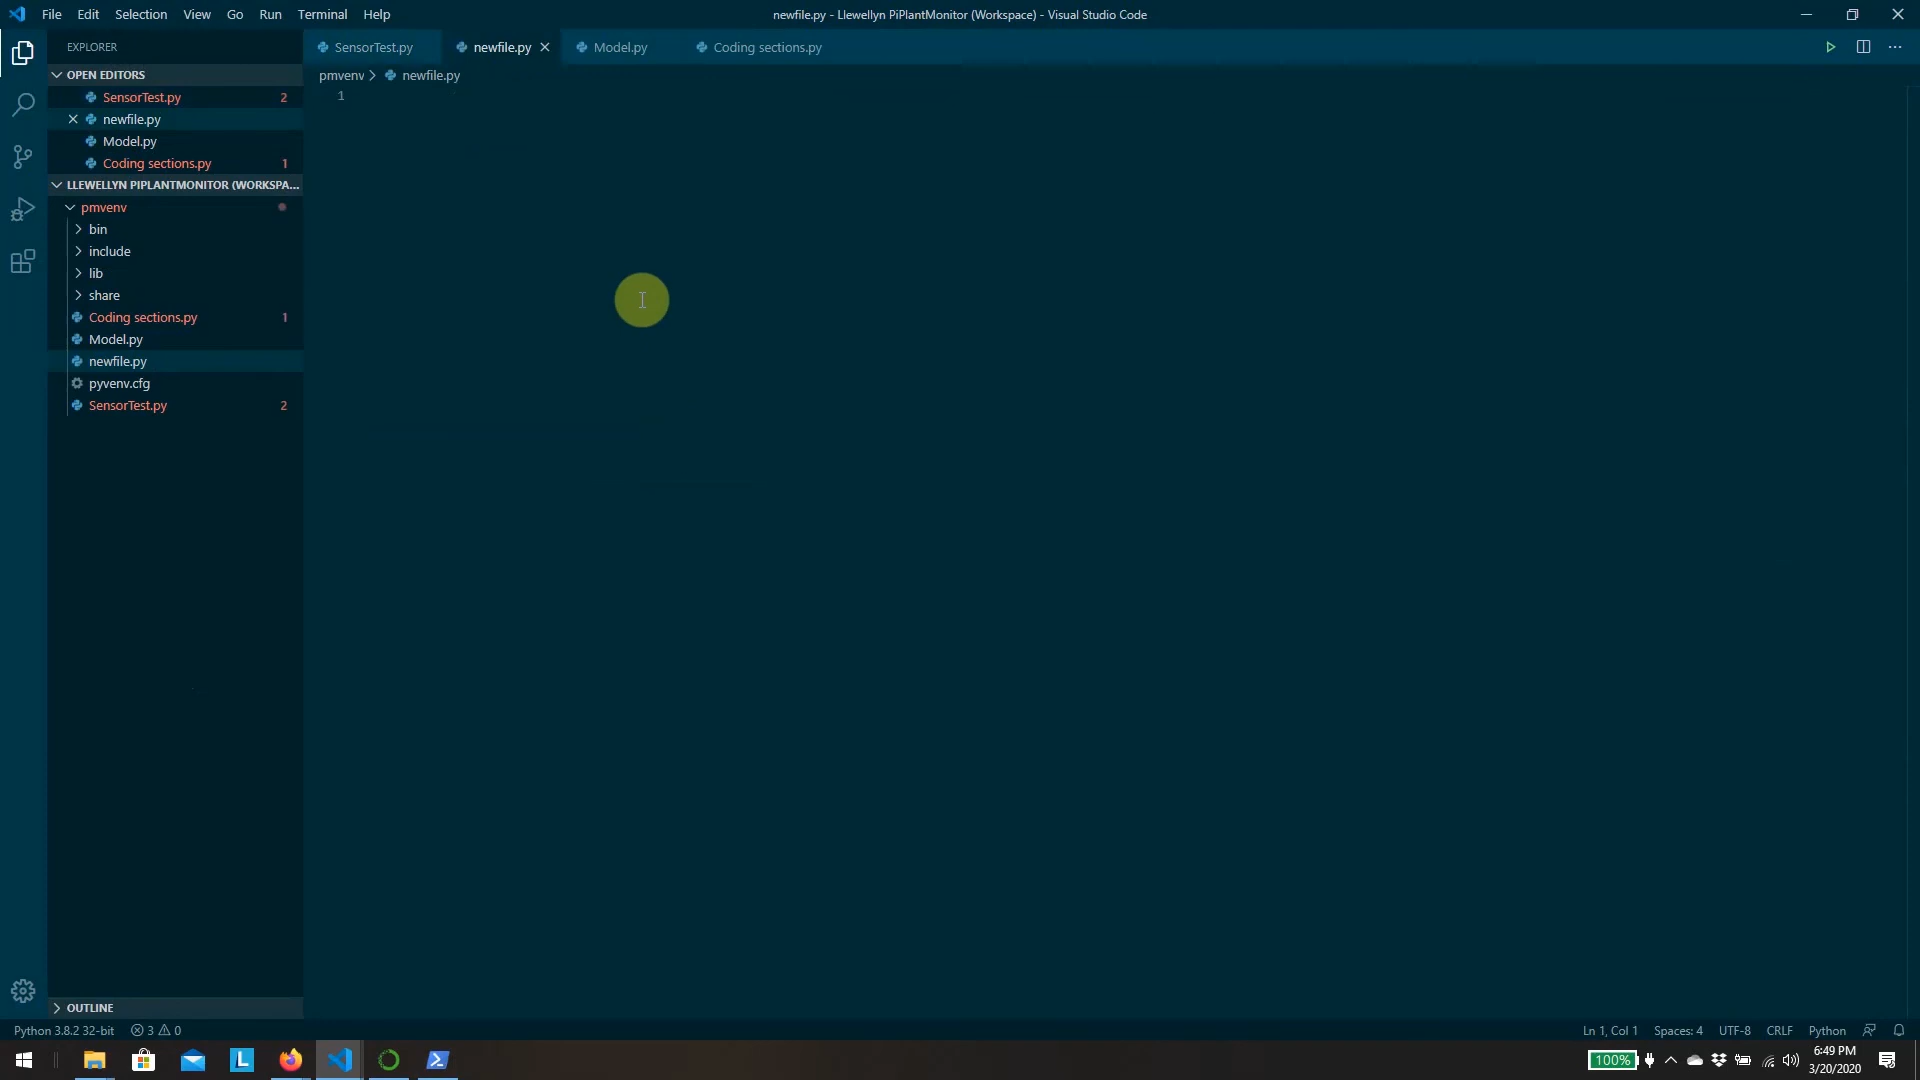 File Edit Selection View Go Run Terminal Help
newfile.py - Llewellyn PiPlantMonitor (Workspace) - Visual Studio Code
EXPLORER
SensorTest.py
newfile.py
Model.py
Coding sections.py
OPEN EDITORS
pmvenv
newfile.py
SensorTest.py 2
1
newfile.py
Model.py
Coding sections.py 1
LLEWELLYN PIPLANTMONITOR (WORKSPA...
pmvenv
bin
include
lib
share
Coding sections.py 1
Model.py
newfile.py
pyvenv.cfg
SensorTest.py 2
OUTLINE
Python 3.8.2 32-bit 3 0
Ln 1, Col 1 Spaces: 4 UTF-8 CRLF Python
L
100%
6:49 PM
3/20/2020